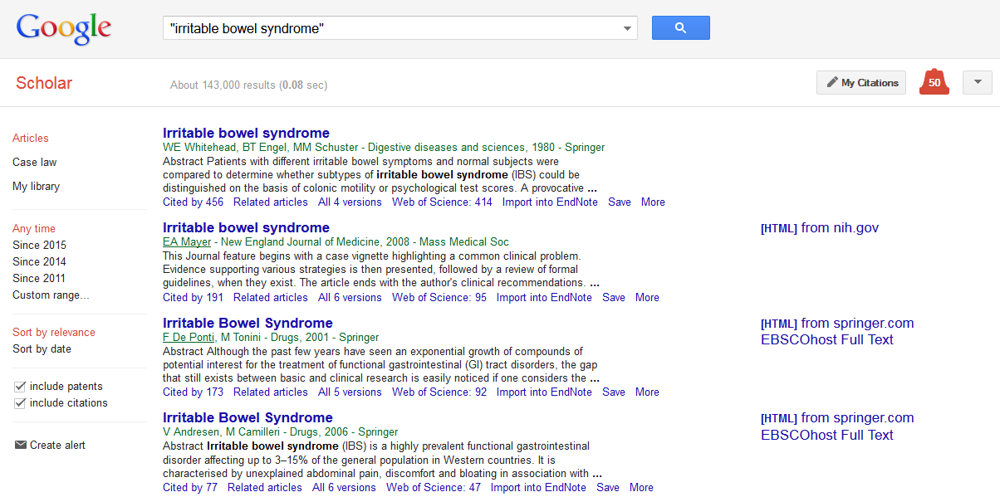 Google
"irritable bowel syndrome"
Scholar
About 143,000 results (0.08 sec)
My Citations
50
Articles
Case law
My library
Any time
Since 2015
Since 2014
Since 2011
Custom range...
Sort by relevance
Sort by date
include patents
include citations
Create alert
Irritable bowel syndrome
WE Whitehead, BT Engel, MM Schuster - Digestive diseases and sciences, 1980 - Springer
Abstract Patients with different irritable bowel symptoms and normal subjects were
compared to determine whether subtypes of irritable bowel syndrome (IBS) could be
distinguished on the basis of colonic motility or psychological test scores. A provocative ...
Cited by 456 Related articles All 4 versions Web of Science: 414 Import into EndNote Save More
Irritable bowel syndrome
EA Mayer - New England Journal of Medicine, 2008 - Mass Medical Soc
This Journal feature begins with a case vignette highlighting a common clinical problem.
Evidence supporting various strategies is then presented, followed by a review of formal
guidelines, when they exist. The article ends with the author's clinical recommendations. ...
Cited by 191 Related articles All 6 versions Web of Science: 95 Import into EndNote Save More
[HTML] from nih.gov
Irritable Bowel Syndrome
F De Ponti, M Tonini - Drugs, 2001 - Springer
Abstract Although the past few years have seen an exponential growth of compounds of
potential interest for the treatment of functional gastrointestinal (GI) tract disorders, the gap
that still exists between basic and clinical research is easily noticed if one considers the ...
Cited by 173 Related articles All 5 versions Web of Science: 92 Import into EndNote Save More
[HTML] from springer.com
EBSCOhost Full Text
Irritable Bowel Syndrome
V Andresen, M Camilleri - Drugs, 2006 - Springer
Abstract Irritable bowel syndrome (IBS) is a highly prevalent functional gastrointestinal
disorder affecting up to 3–15% of the general population in Western countries. It is
characterised by unexplained abdominal pain, discomfort and bloating in association with ...
Cited by 77 Related articles All 6 versions Web of Science: 47 Import into EndNote Save More
[HTML] from springer.com
EBSCOhost Full Text